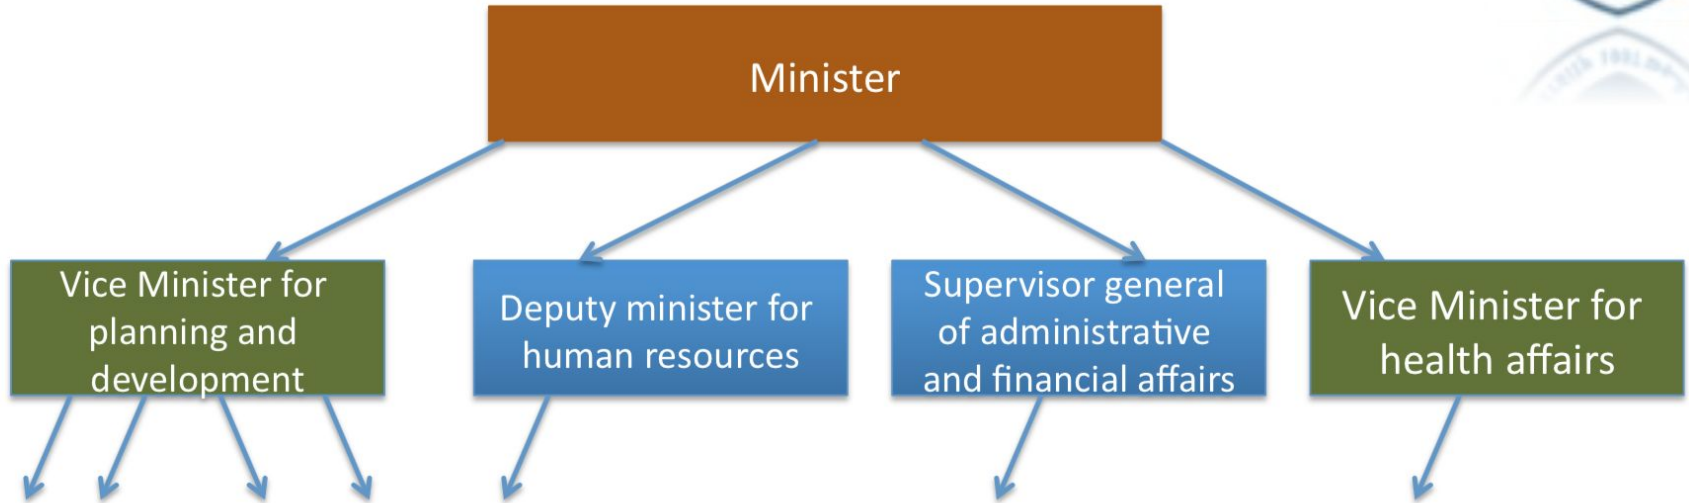 Minister
Vice Minister for
planning and
development
Deputy minister for
human resources
Supervisor general
of administrative
and financial affairs
Vice Minister for
health affairs